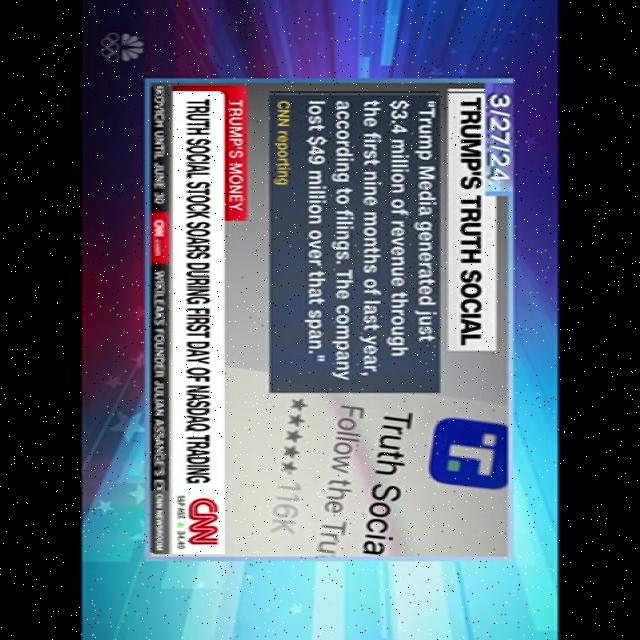 3/27/24
TRUMP'S TRUTH SOCIAL
"Trump Media generated just
$3.4 million of revenue through
the first nine months of last year,
according to filings. The company
lost $49 million over that span."
CNN reporting
Truth Socia
Follow the Tru
★★★★★ 116K
TRUMP'S MONEY
TRUTH SOCIAL STOCK SOARS DURING FIRST DAY OF NASDAQ TRADING
CNN
UNTIL JUNE 30
WIKILEAKS FOUNDER JULIAN ASSANGE'S